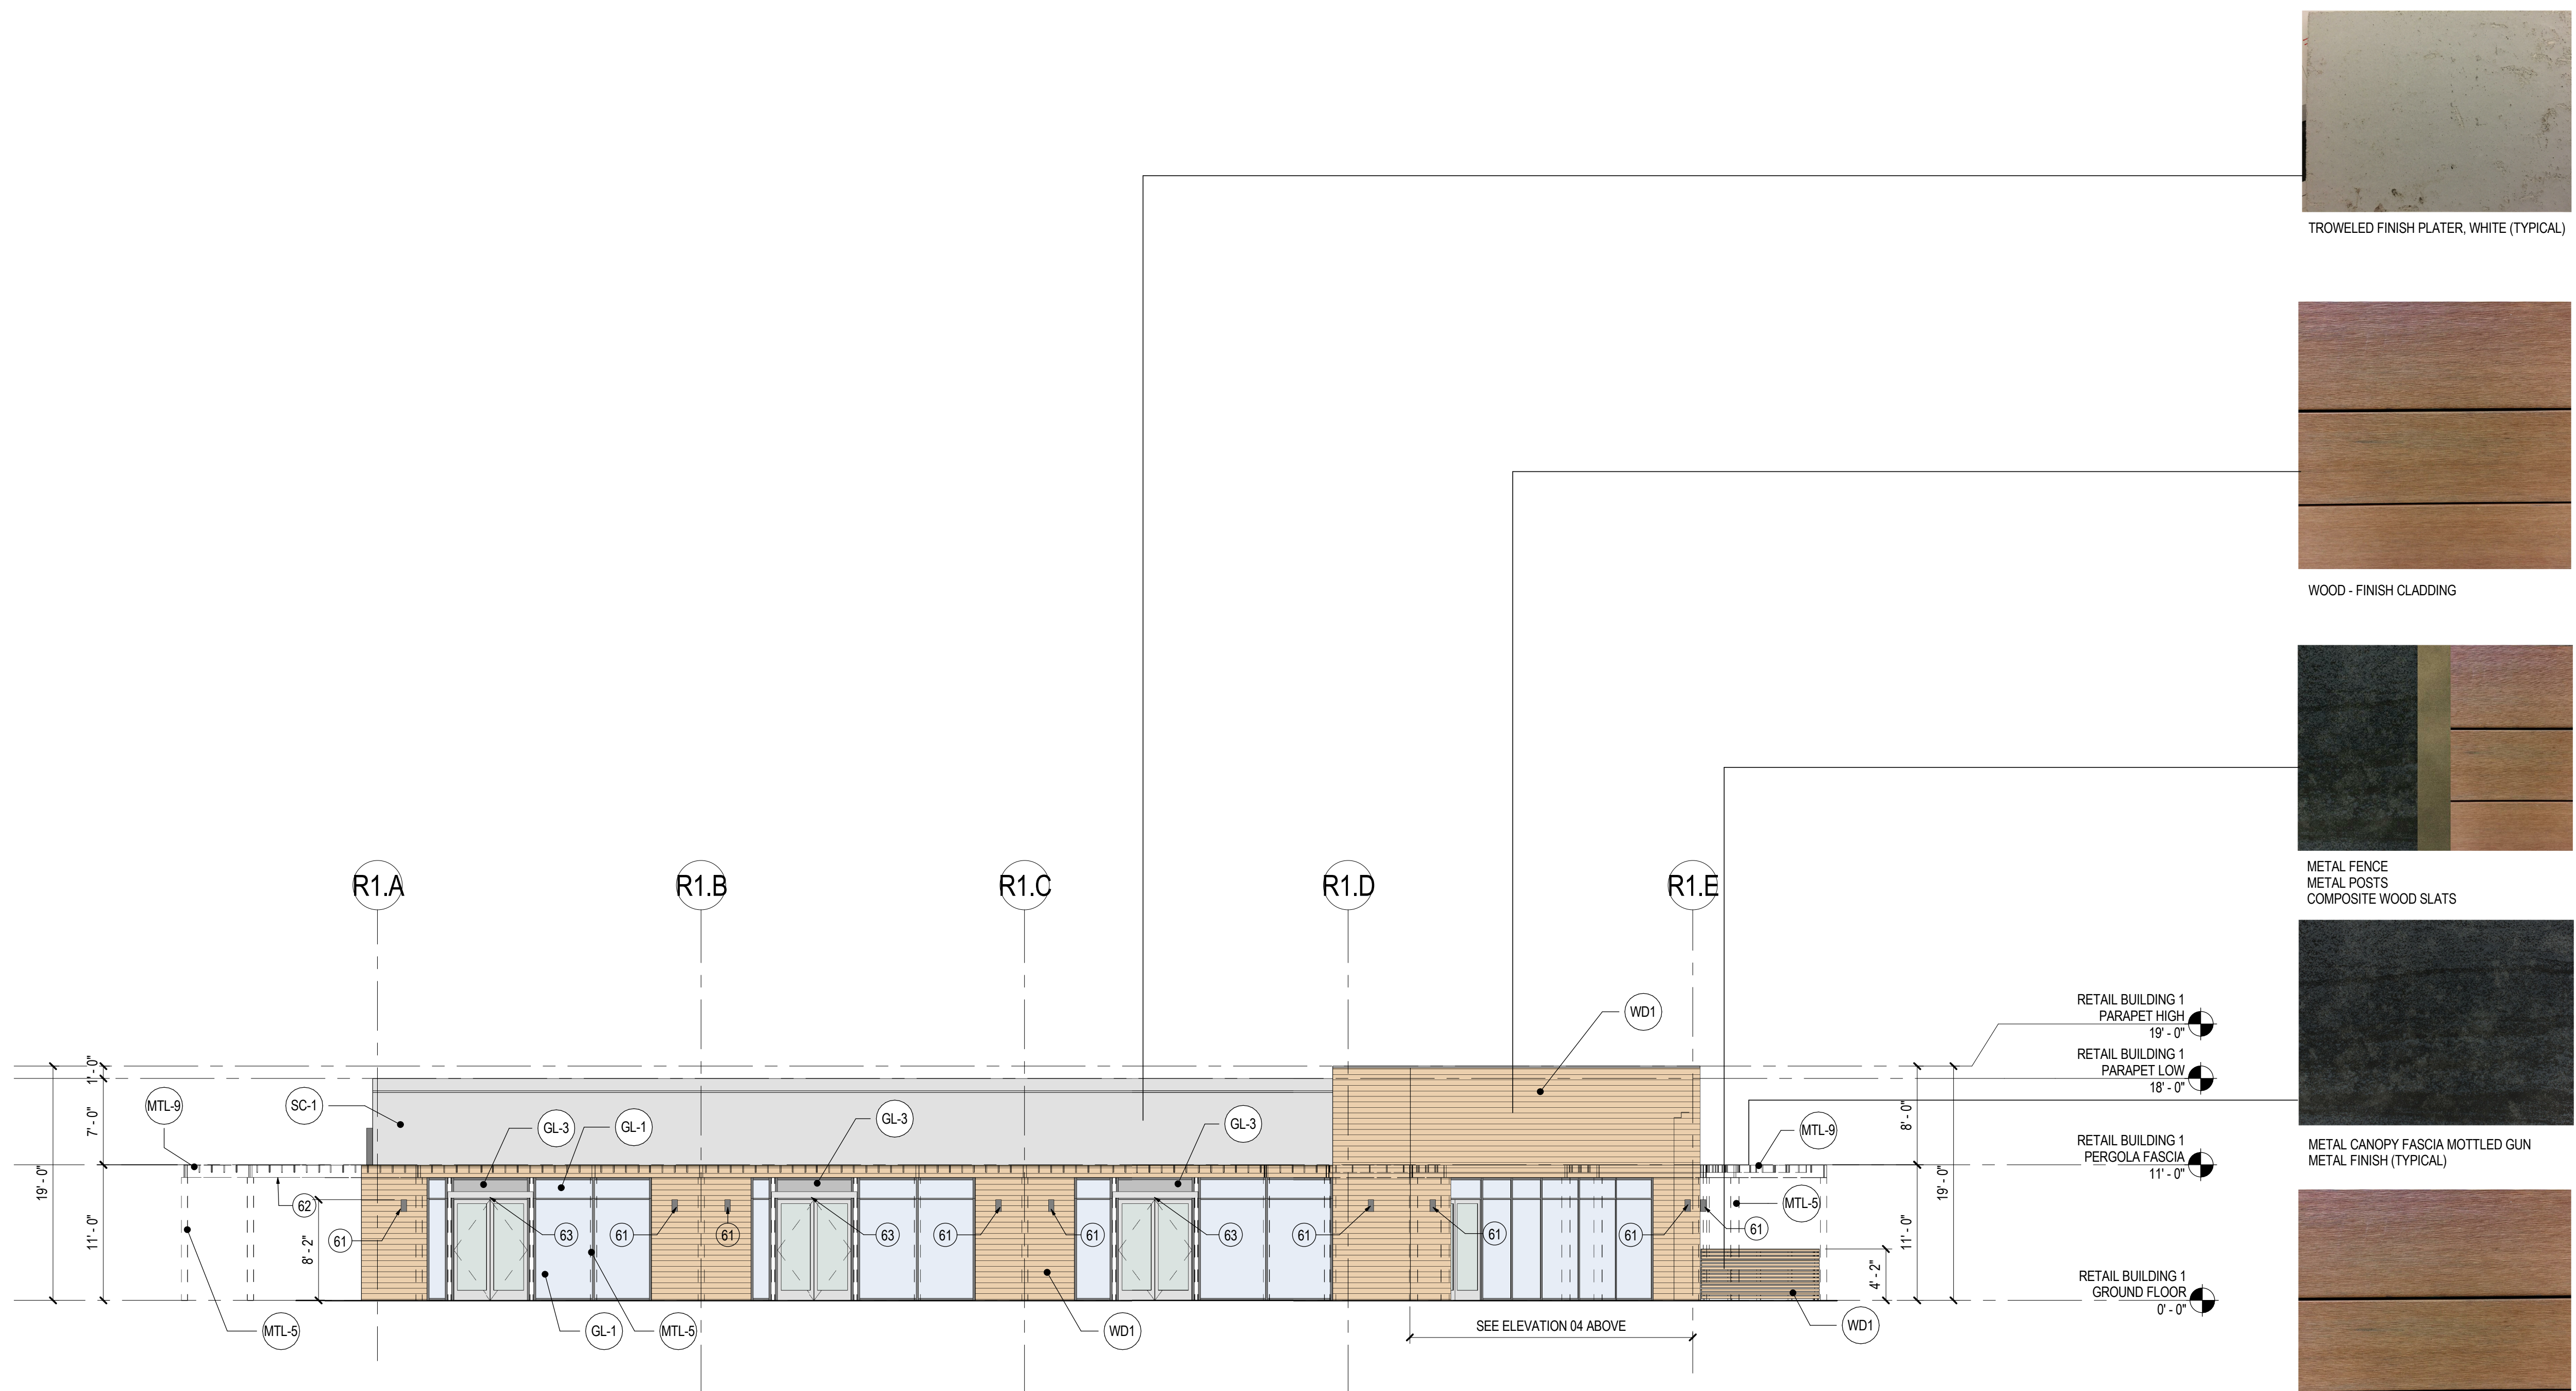 TROWELED FINISH PLATER, WHITE (TYPICAL)
WOOD - FINISH CLADDING
METAL FENCE
METAL POSTS
COMPOSITE WOOD SLATS
R1.A
R1.B
R1.C
R1.D
R1.E
RETAIL BUILDING 1
PARAPET HIGH
19' - 0"
WD1
RETAIL BUILDING 1
PARAPET LOW
18' - 0"
1' - 0"
7' - 0"
19' - 0"
11' - 0"
8' - 2"
MTL-9
SC-1
GL-3
GL-1
GL-3
GL-3
MTL-9
8' - 0"
19' - 0"
11' - 0"
4' - 2"
METAL CANOPY FASCIA MOTTLED GUN
METAL FINISH (TYPICAL)
RETAIL BUILDING 1
PERGOLA FASCIA
11' - 0"
62
MTL-5
61
63
61
61
63
61
61
63
61
61
61
61
RETAIL BUILDING 1
GROUND FLOOR
0' - 0"
MTL-5
GL-1
MTL-5
WD1
SEE ELEVATION 04 ABOVE
WD1